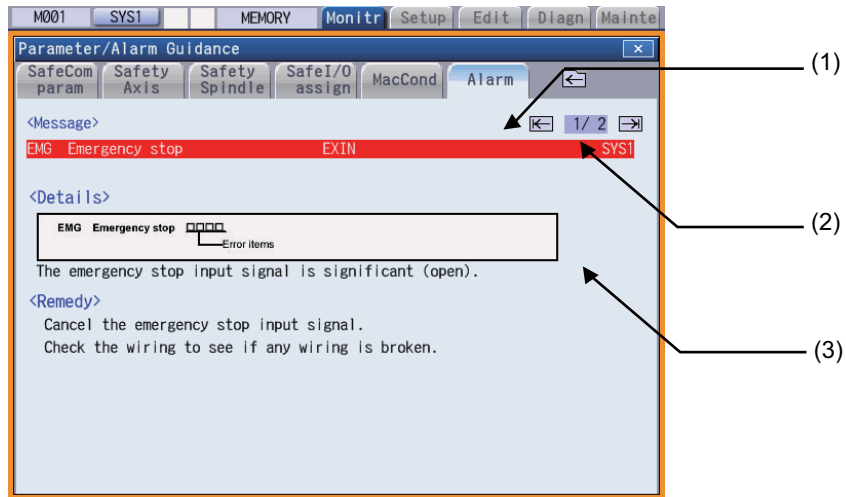 M001 SYS1 MEMORY Monitr Setup Edit Diagn Mainte
Parameter/Alarm Guidance
SafeCom param Safety Axis Safety Spindle SafeI/O assign MacCond Alarm
(1)
<Message> 1/ 2
EMG Emergency stop EXIN SYS1
(2)
<Details>
EMG Emergency stop □□□□
Error items
The emergency stop input signal is significant (open).
<Remedy>
Cancel the emergency stop input signal.
Check the wiring to see if any wiring is broken.
(3)